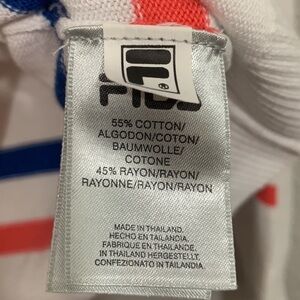 FILA
55% COTTON/
ALGODON/COTON/
BAUMWOLLE/
COTONE
45% RAYON/RAYON/
RAYONNE/RAYON/RAYON
MADE IN THAILAND.
HECHO EN TAILANDIA.
FABRIQUE EN THAILANDE.
IN THAILAND HERGESTELLT.
CONFEZIONATO IN TAILANDIA.